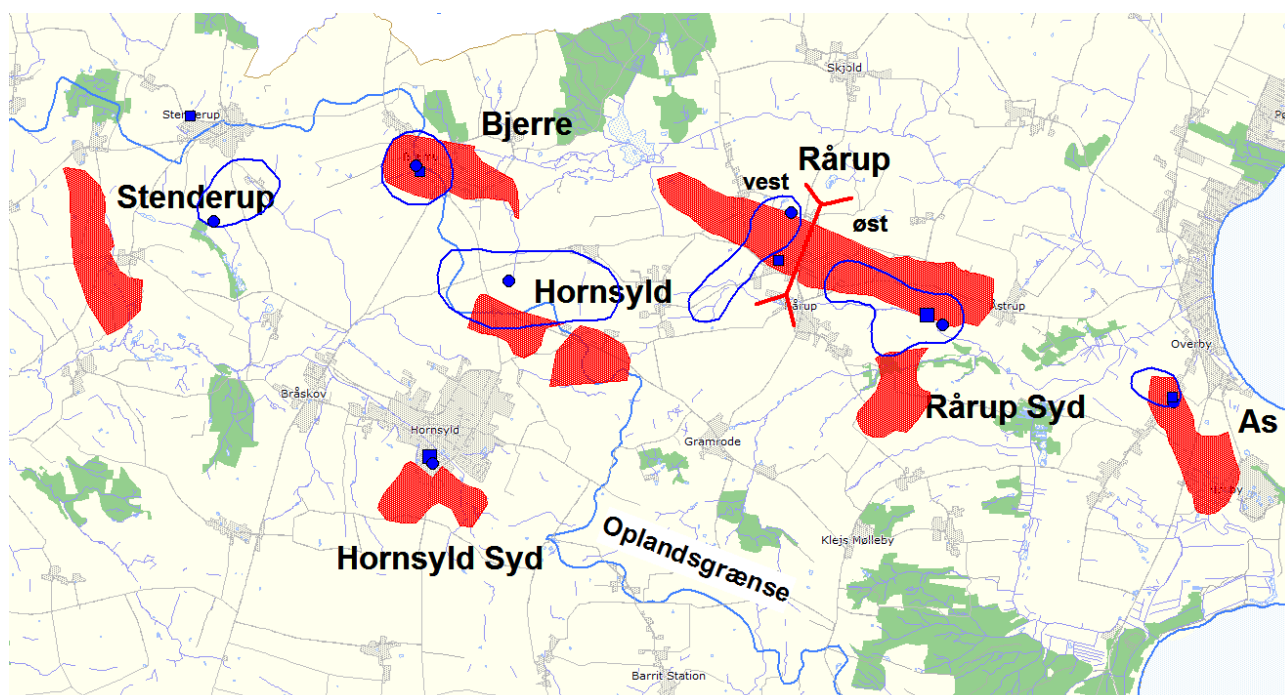 Skjold
Stenderup
Bjerre
Rårup
vest
Stenderup
øst
Hornsyld
Rårup
Åstrup
Overby
Bråskov
Rårup Syd
As
Hornsyld
Gramrode
Hornsyld Syd
Oplandsgrænse
Klejs Mølleby
Barrit Station